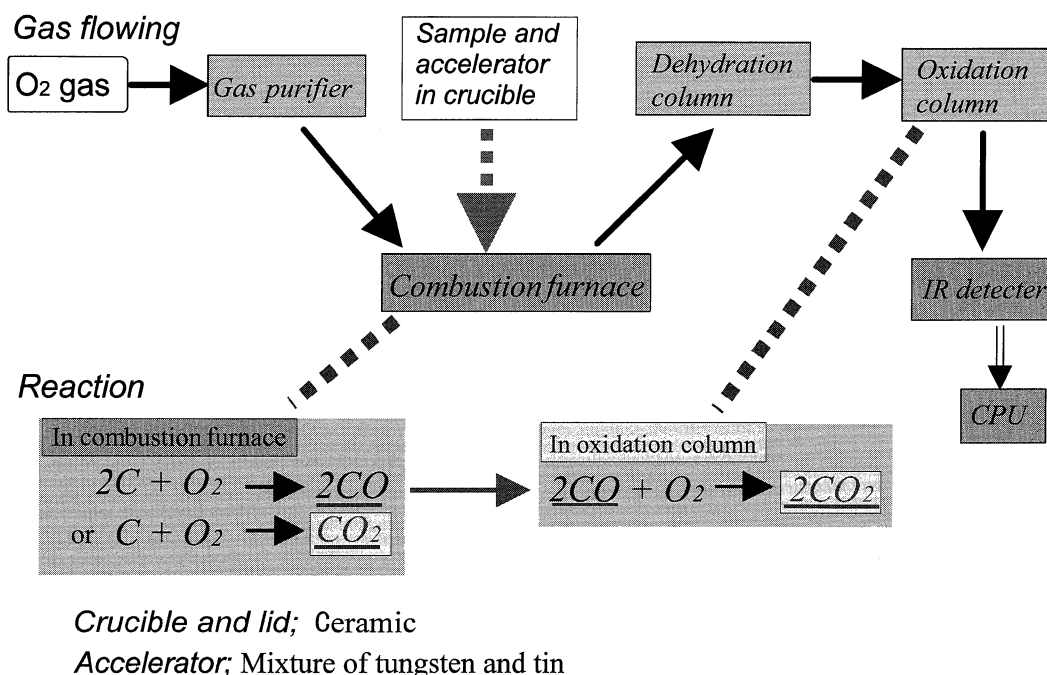 Gas flowing
O2 gas
Gas purifier
Sample and
accelerator
in crucible
Dehydration
column
Oxidation
column
Combustion furnace
IR detecter
CPU
Reaction
In combustion furnace
2C + O2 → 2CO
or C + O2 → CO2
In oxidation column
2CO + O2 → 2CO2
Crucible and lid; Ceramic
Accelerator; Mixture of tungsten and tin